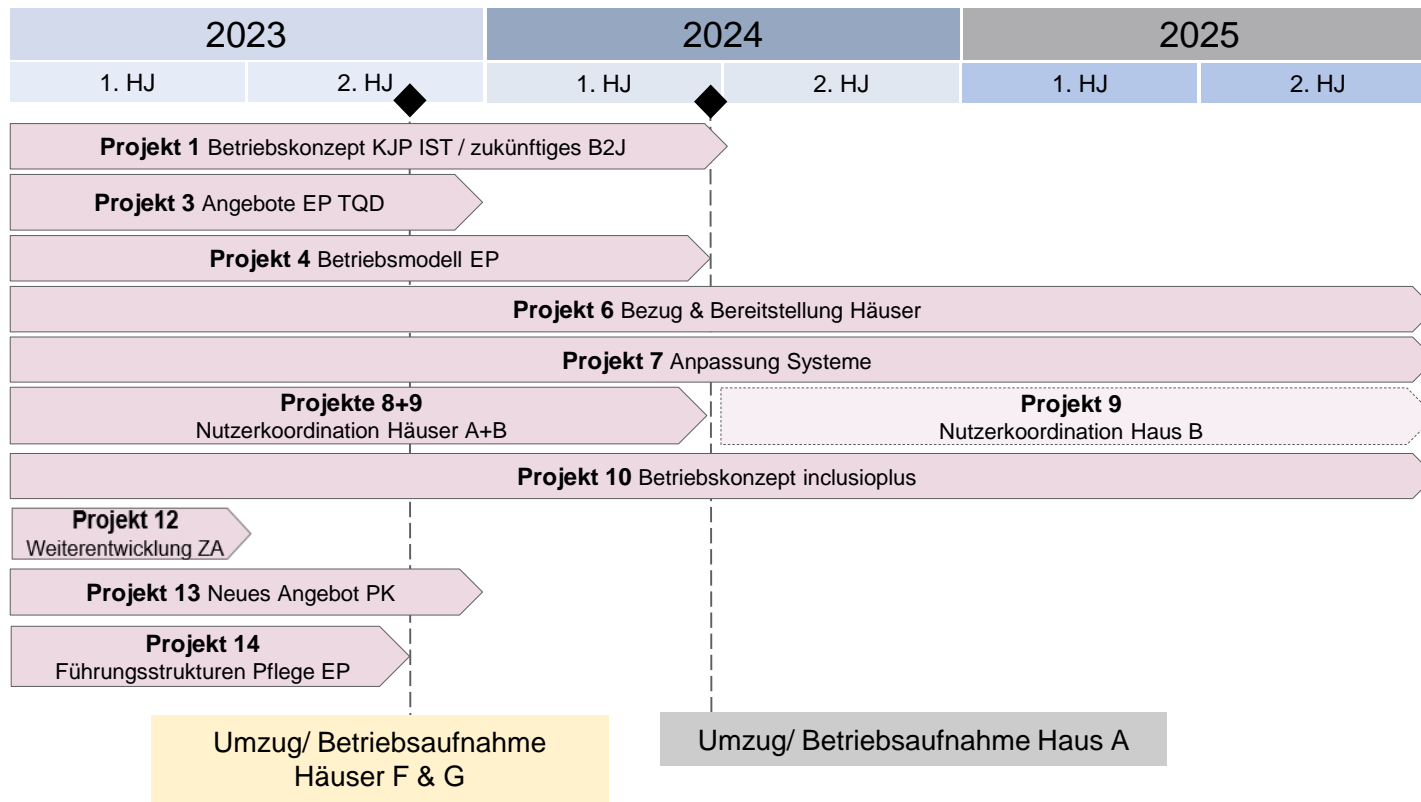 2023
2024
2025
1. HJ
2. HJ
1. HJ
2. HJ
1. HJ
2. HJ
Projekt 1 Betriebskonzept KJP IST / zukünftiges B2J
Projekt 3 Angebote EP TQD
Projekt 4 Betriebsmodell EP
Projekt 6 Bezug & Bereitstellung Häuser
Projekt 7 Anpassung Systeme
Projekte 8+9
Nutzerkoordination Häuser A+B
Projekt 9
Nutzerkoordination Haus B
Projekt 10 Betriebskonzept inclusioplus
Projekt 12
Weiterentwicklung ZA
Projekt 13 Neues Angebot PK
Projekt 14
Führungsstrukturen Pflege EP
Umzug/ Betriebsaufnahme
Häuser F & G
Umzug/ Betriebsaufnahme Haus A